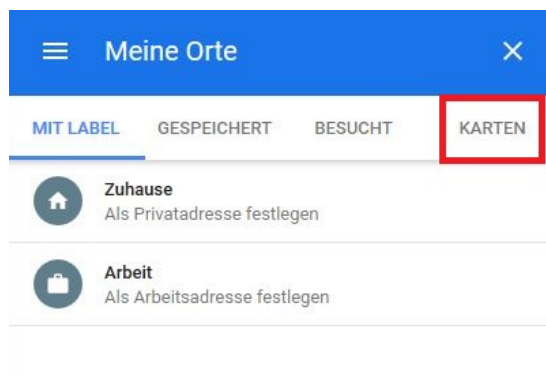 Meine Orte
MIT LABEL GESPEICHERT BESUCHT KARTEN
Zuhause
Als Privatadresse festlegen
Arbeit
Als Arbeitsadresse festlegen